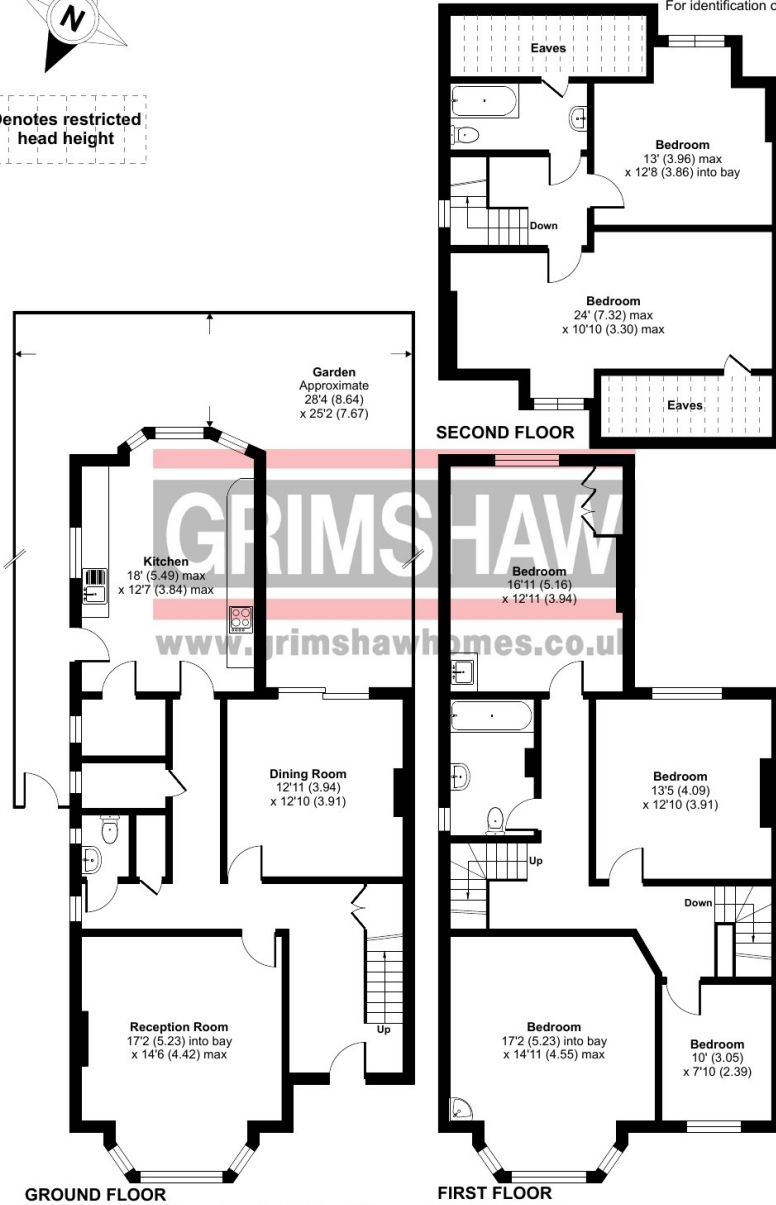 For identification o
N
Denotes restricted
head height
Eaves
Bedroom
13' (3.96) max
x 12'8 (3.86) into bay
Down
Bedroom
24' (7.32) max
x 10'10 (3.30) max
Eaves
SECOND FLOOR
Garden
Approximate
28'4 (8.64)
x 25'2 (7.67)
GRIMSHAW
www.grimshawhomes.co.uk
Kitchen
18' (5.49) max
x 12'7 (3.84) max
Dining Room
12'11 (3.94)
x 12'10 (3.91)
Reception Room
17'2 (5.23) into bay
x 14'6 (4.42) max
Up
GROUND FLOOR
Bedroom
16'11 (5.16)
x 12'11 (3.94)
Bedroom
13'5 (4.09)
x 12'10 (3.91)
Up
Down
Bedroom
17'2 (5.23) into bay
x 14'11 (4.55) max
Bedroom
10' (3.05)
x 7'10 (2.39)
FIRST FLOOR